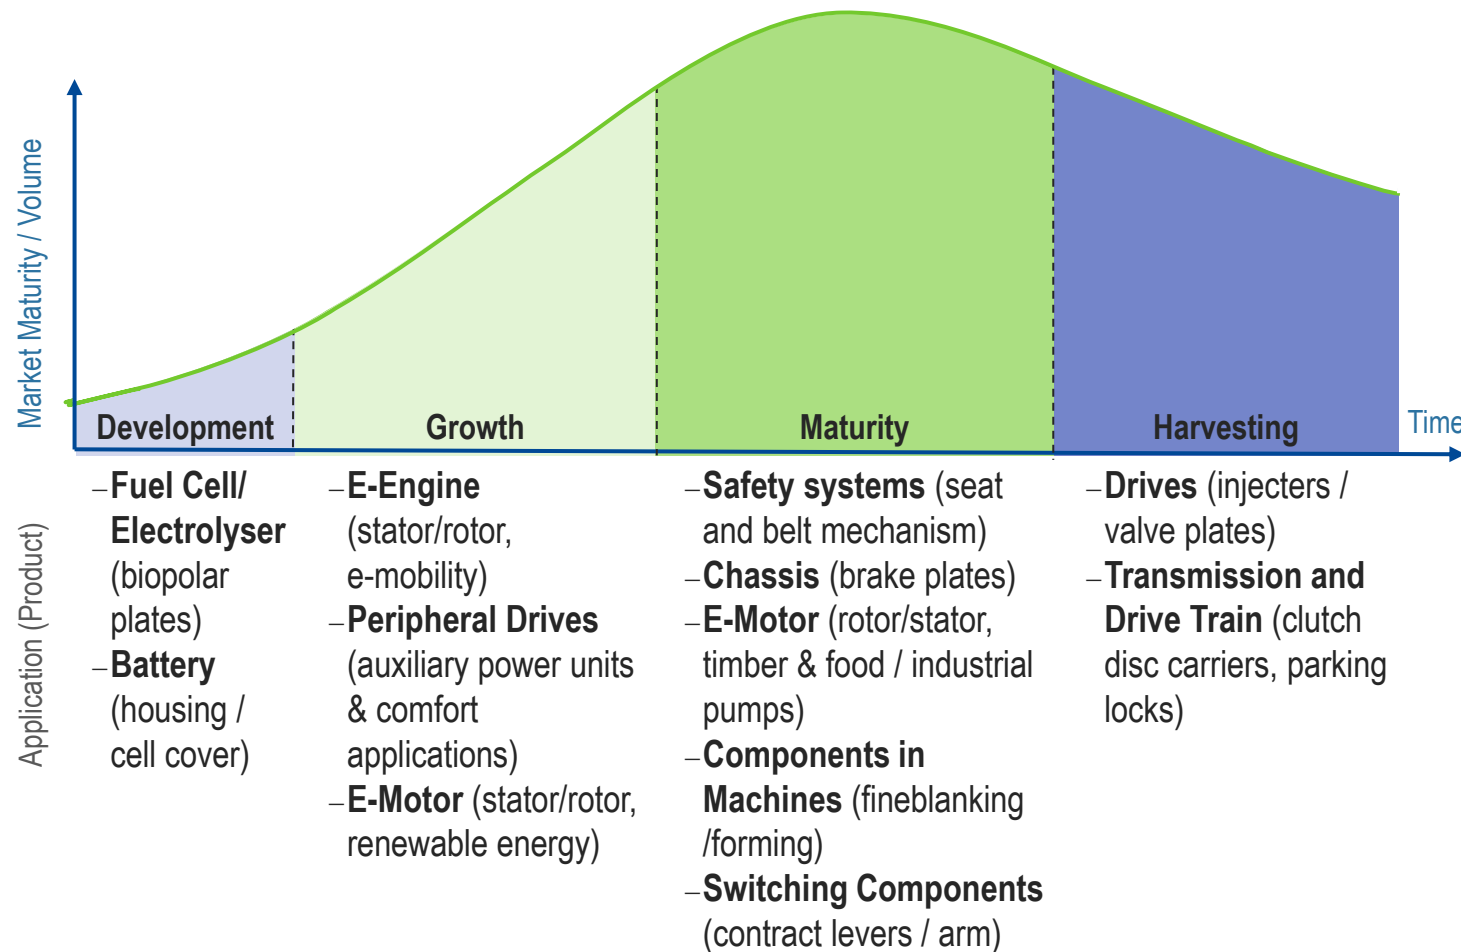 Market Maturity / Volume
Development
Growth
Maturity
Harvesting
Time
Application (Product)
–Fuel Cell/
Electrolyser
(biopolar
plates)
–Battery
(housing /
cell cover)
–E-Engine
(stator/rotor,
e-mobility)
–Peripheral Drives
(auxiliary power units
& comfort
applications)
–E-Motor (stator/rotor,
renewable energy)
–Safety systems (seat
and belt mechanism)
–Chassis (brake plates)
–E-Motor (rotor/stator,
timber & food / industrial
pumps)
–Components in
Machines (fineblanking
/forming)
–Switching Components
(contract levers / arm)
–Drives (injecters /
valve plates)
–Transmission and
Drive Train (clutch
disc carriers, parking
locks)